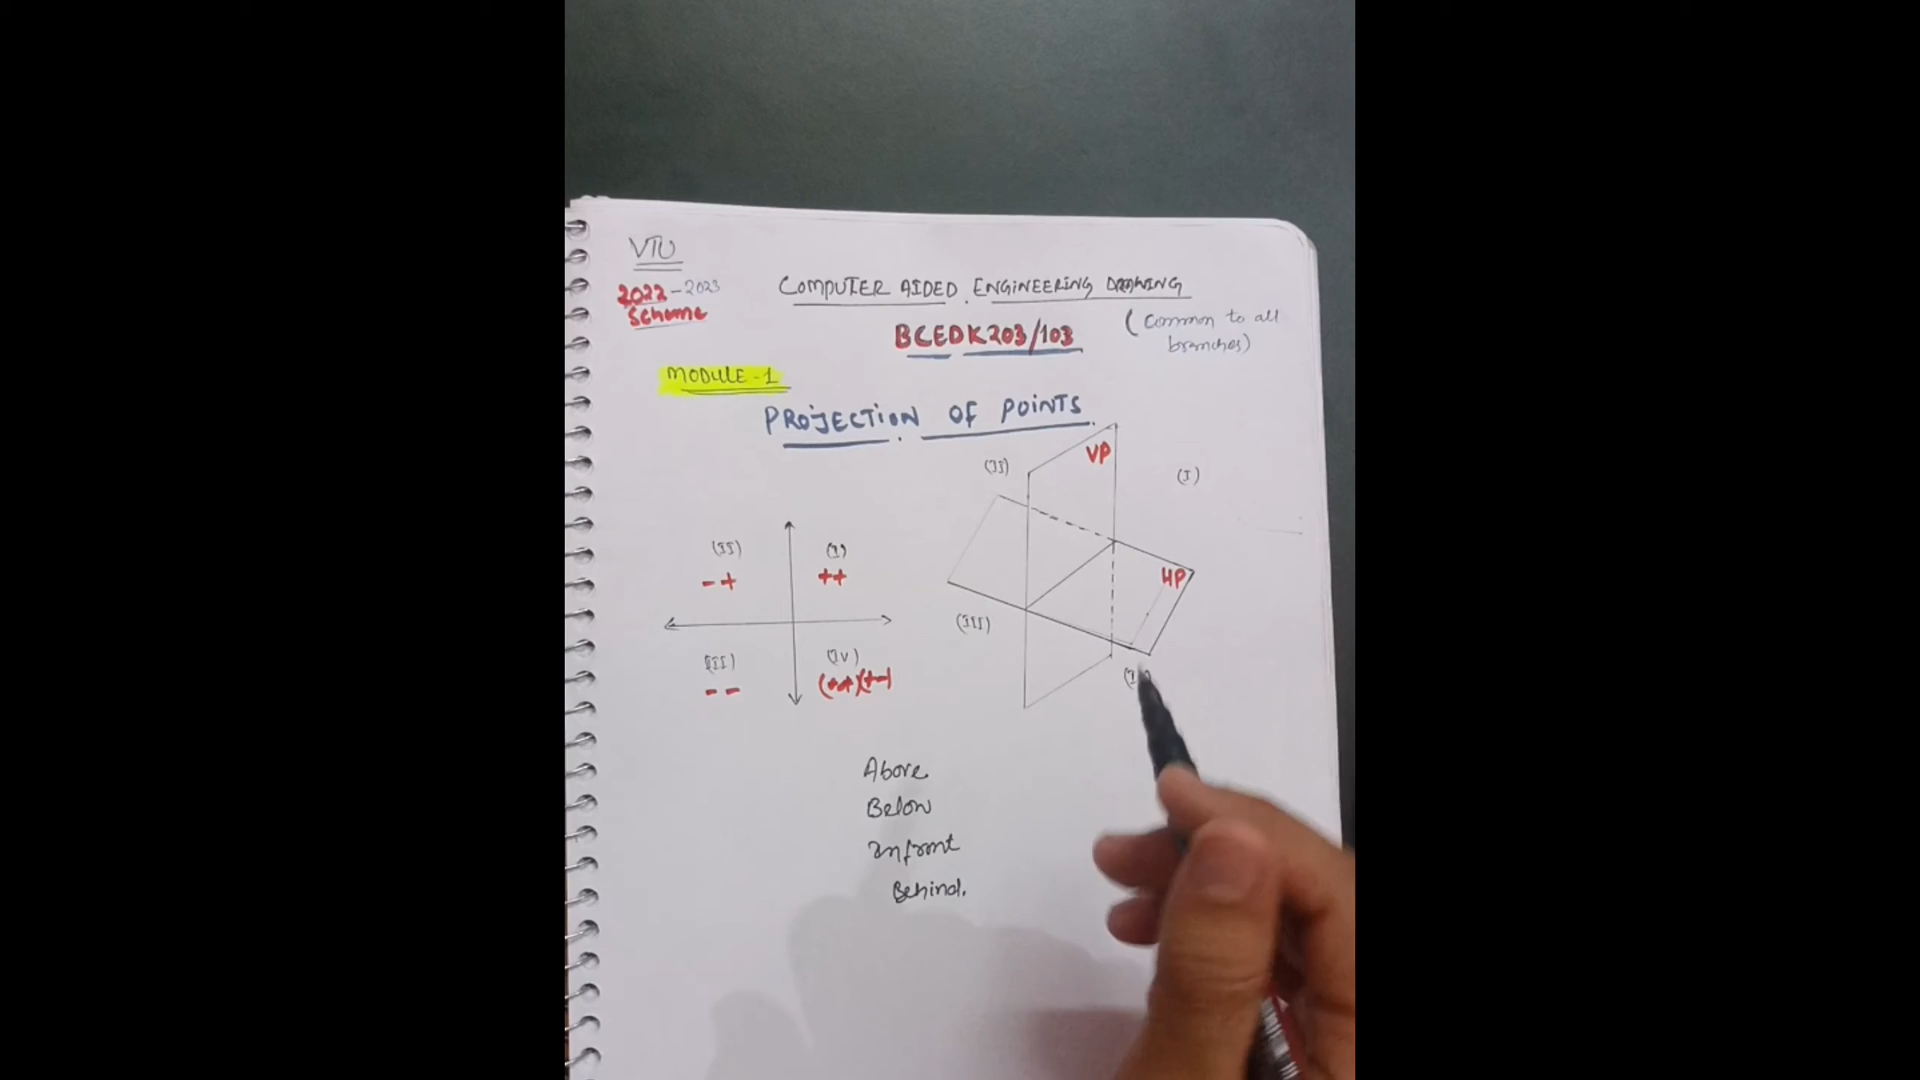 VTU
2022-2023
Scheme
COMPUTER AIDED ENGINEERING DRAWING
BCEDK203/103
(Common to all
branches)
MODULE-1
PROJECTION OF POINTS.
VP
(II)
(I)
HP
(III)
(II)
(I)
-+
++
(III)
(IV)
--
(+-)
Above
Below
Infront
Behind.